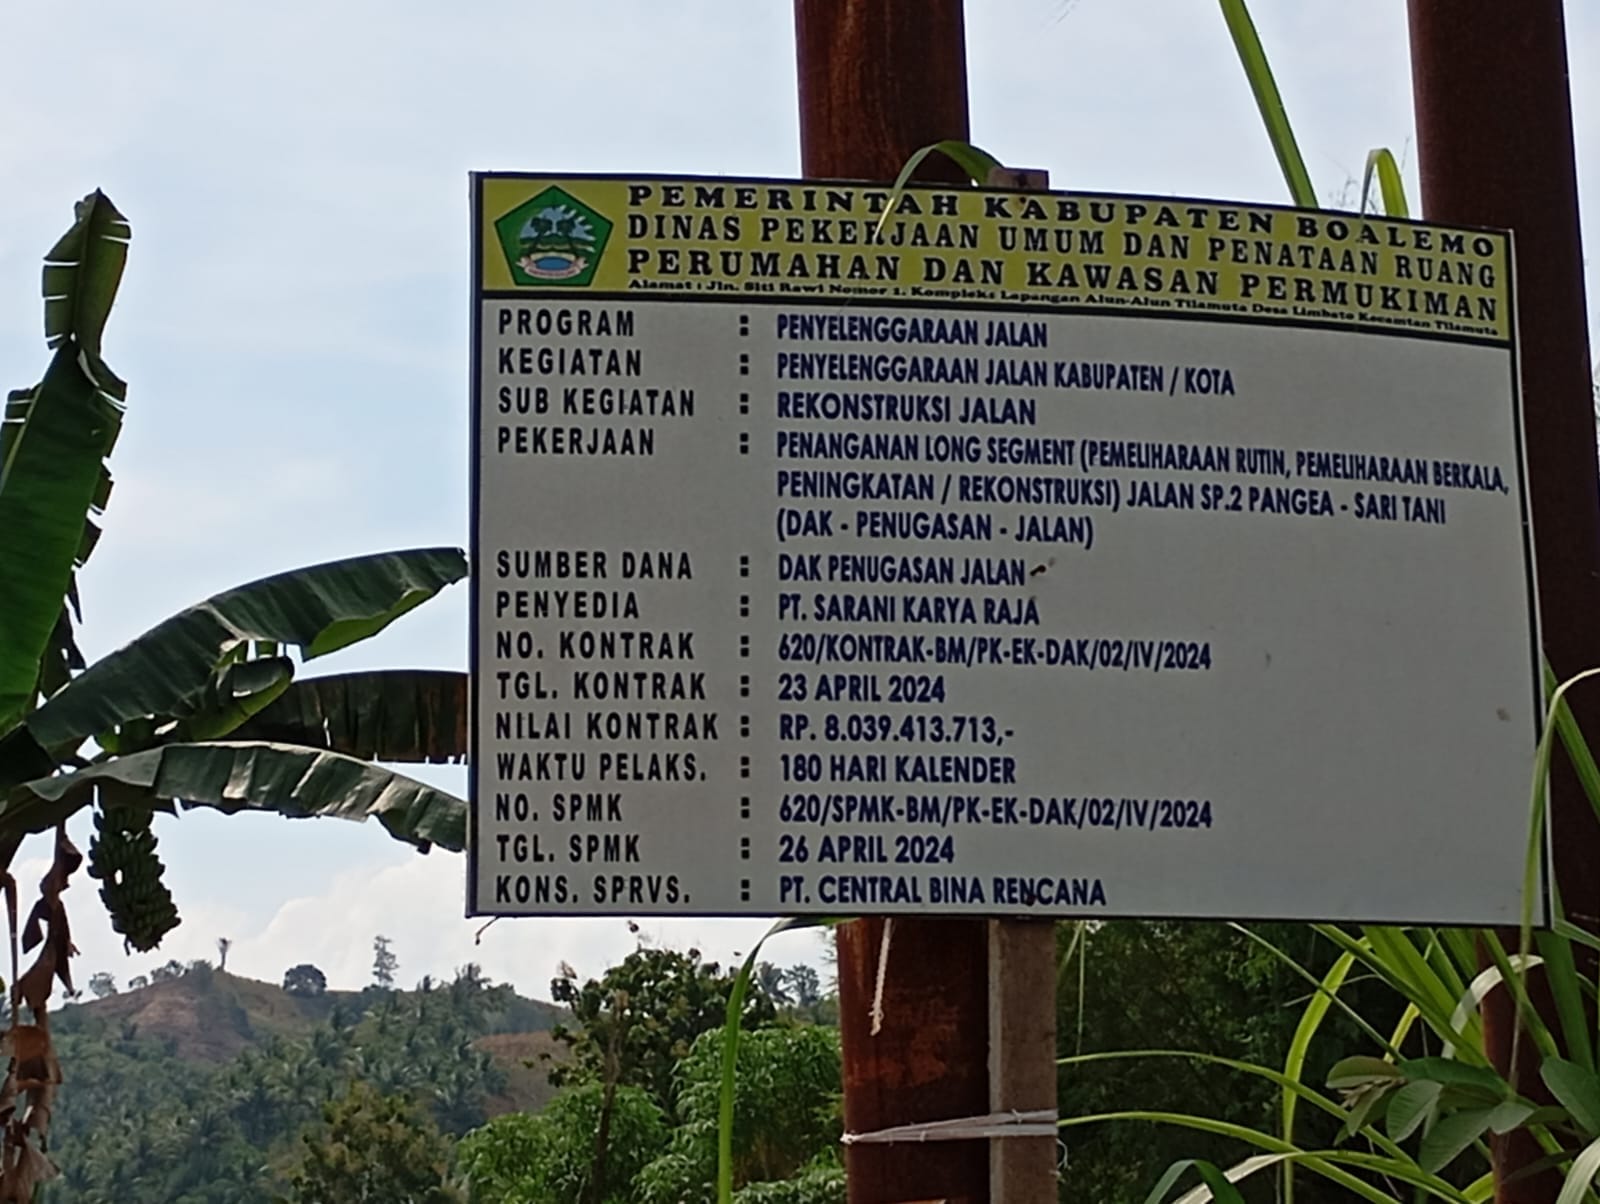 PEMERINTAH KABUPATEN BOALEMO
DINAS PEKERJAAN UMUM DAN PENATAAN RUANG
PERUMAHAN DAN KAWASAN PERMUKIMAN
Alamat : Jln. Siti Rawi Nomor 1. Kompleks Lapangan Alun-Alun Tilamuta Desa Limbato Kecamtan Tilamuta
PROGRAM : PENYELENGGARAAN JALAN
KEGIATAN : PENYELENGGARAAN JALAN KABUPATEN / KOTA
SUB KEGIATAN : REKONSTRUKSI JALAN
PEKERJAAN : PENANGANAN LONG SEGMENT (PEMELIHARAAN RUTIN, PEMELIHARAAN BERKALA,
PENINGKATAN / REKONSTRUKSI) JALAN SP.2 PANGEA - SARI TANI
(DAK - PENUGASAN - JALAN)
SUMBER DANA : DAK PENUGASAN JALAN
PENYEDIA : PT. SARANI KARYA RAJA
NO. KONTRAK : 620/KONTRAK-BM/PK-EK-DAK/02/IV/2024
TGL. KONTRAK : 23 APRIL 2024
NILAI KONTRAK : RP. 8.039.413.713,-
WAKTU PELAKS. : 180 HARI KALENDER
NO. SPMK : 620/SPMK-BM/PK-EK-DAK/02/IV/2024
TGL. SPMK : 26 APRIL 2024
KONS. SPRVS. : PT. CENTRAL BINA RENCANA